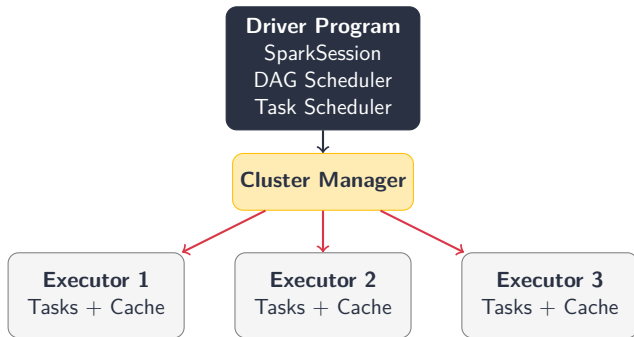 Driver Program
SparkSession
DAG Scheduler
Task Scheduler
Cluster Manager
Executor 1
Tasks + Cache
Executor 2
Tasks + Cache
Executor 3
Tasks + Cache